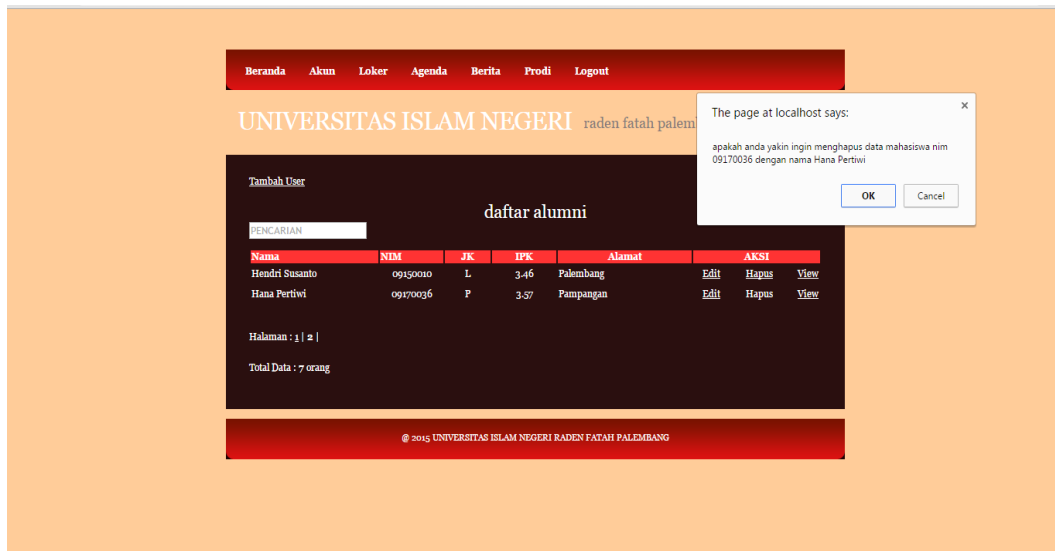 Beranda Akun Loker Agenda Berita Prodi Logout
UNIVERSITAS ISLAM NEGERI raden fatah
The page at localhost says:
apakah anda yakin ingin menghapus data mahasiswa nim
09170036 dengan nama Hana Pertiwi
OK Cancel
Tambah User
daftar alumni
PENCARIAN
Nama NIM JK IPK Alamat AKSI
Hendri Susanto 09150010 L 3.46 Palembang Edit Hapus View
Hana Pertiwi 09170036 P 3.57 Pampangan Edit Hapus View
Halaman : 1 | 2 |
Total Data : 7 orang
@ 2015 UNIVERSITAS ISLAM NEGERI RADEN FATAH PALEMBANG